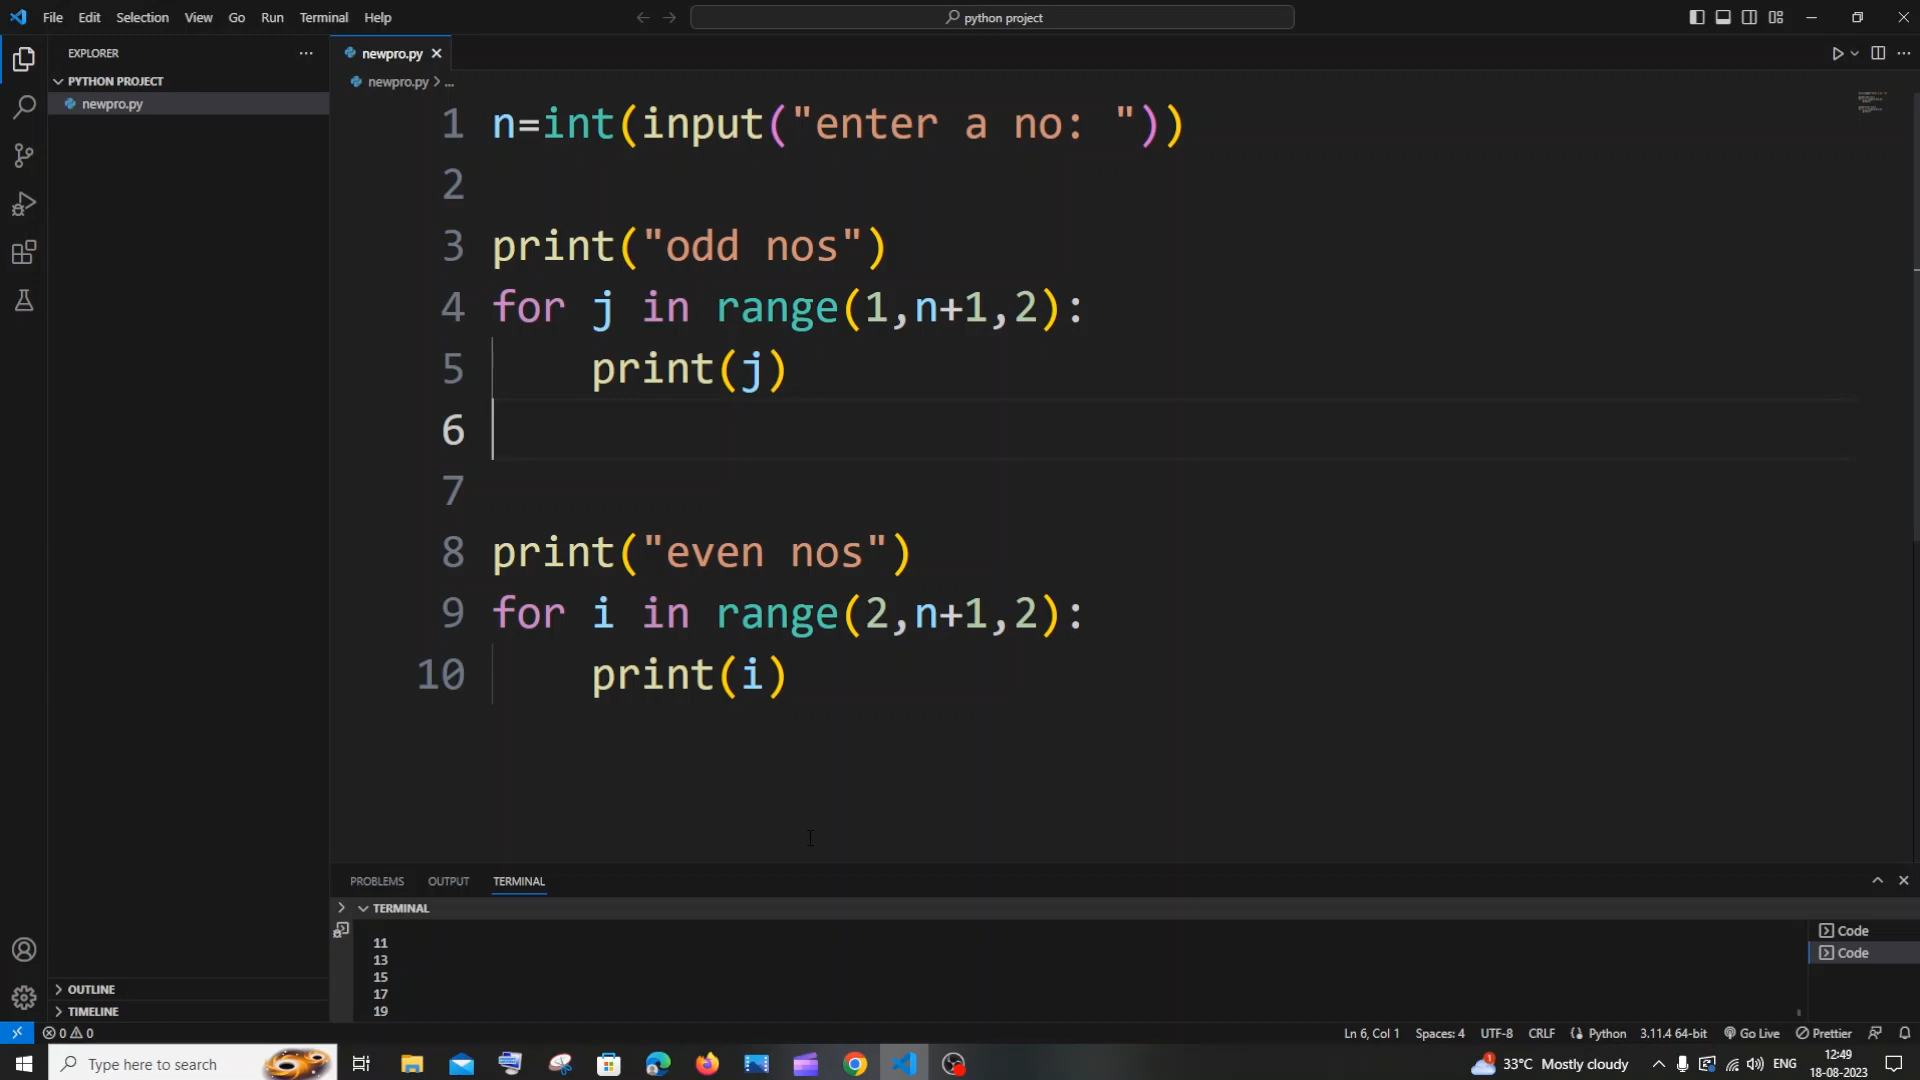 File Edit Selection View Go Run Terminal Help
python project
EXPLORER
newpro.py
PYTHON PROJECT
newpro.py
newpro.py > ...
1 n=int(input("enter a no: "))
2
3 print("odd nos")
4 for j in range(1,n+1,2):
5 print(j)
6
7
8 print("even nos")
9 for i in range(2,n+1,2):
10 print(i)
PROBLEMS OUTPUT TERMINAL
TERMINAL
11
13
15
17
19
Code
Code
OUTLINE
TIMELINE
0 0
Ln 6, Col 1 Spaces: 4 UTF-8 CRLF Python 3.11.4 64-bit Go Live Prettier
Type here to search
1
33°C Mostly cloudy
ENG
12:49
18-08-2023